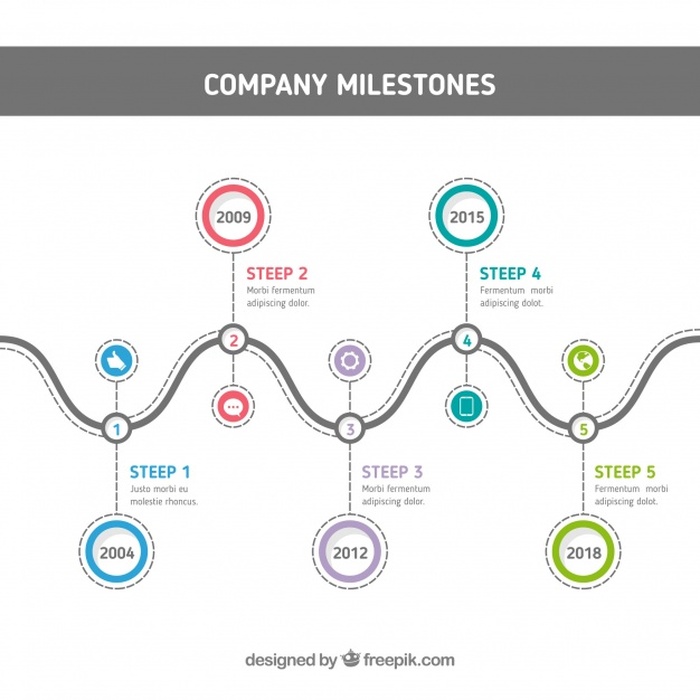 COMPANY MILESTONES
2009
STEEP 2
Morbi fermentum
adipiscing dolor.
2015
STEEP 4
Fermentum morbi
adipiscing dolot.
2
4
1
3
5
STEEP 1
Justo morbi eu
molestie rhoncus.
2004
STEEP 3
Morbi fermentum
adipiscing dolor.
2012
STEEP 5
Fermentum morbi
adipiscing dolot.
2018
designed by freepik.com